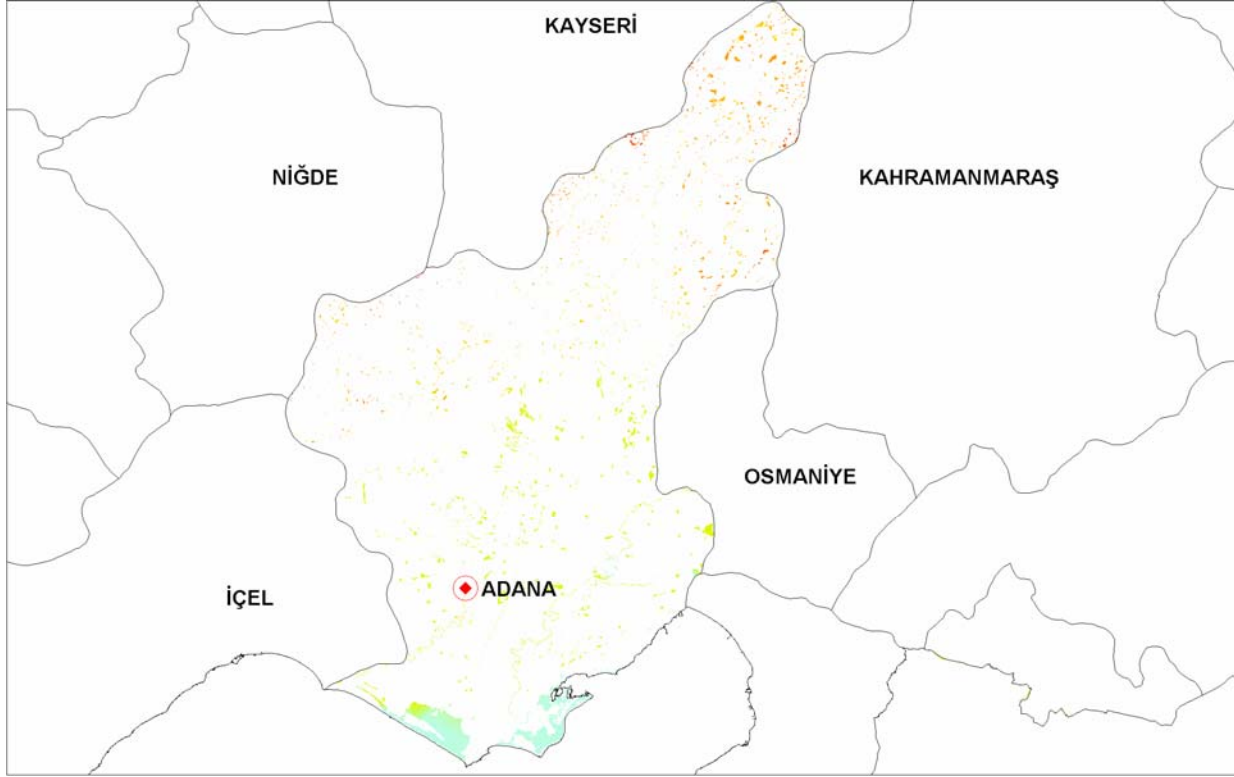 KAYSERİ
NİĞDE
KAHRAMANMARAŞ
OSMANİYE
ADANA
İÇEL